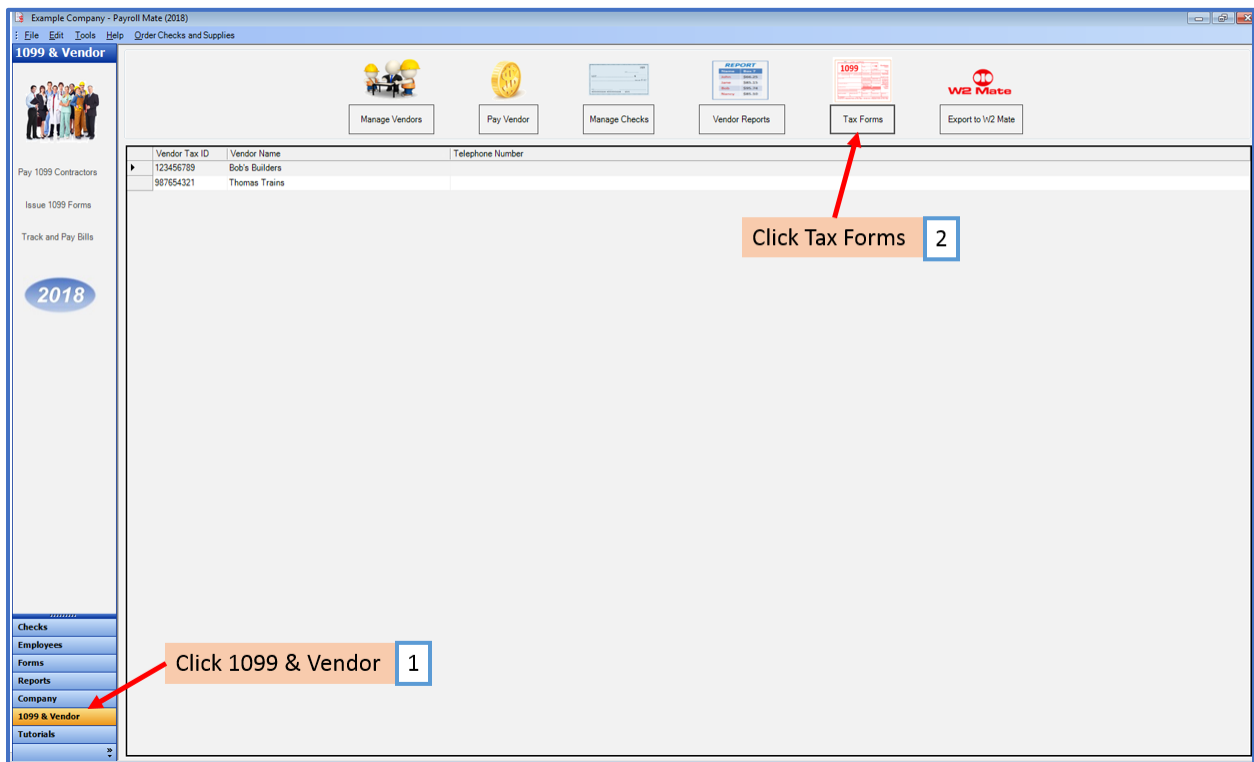 Example Company - Payroll Mate (2018)
File Edit Tools Help Order Checks and Supplies
1099 & Vendor
Pay 1099 Contractors
Issue 1099 Forms
Track and Pay Bills
2018
REPORT
1099
W2 Mate
Manage Vendors Pay Vendor Manage Checks Vendor Reports Tax Forms Export to W2 Mate
Vendor Tax ID Vendor Name Telephone Number
123456789 Bob's Builders
987654321 Thomas Trains
Click Tax Forms 2
Checks
Employees
Forms
Reports
Company
1099 & Vendor
Tutorials
Click 1099 & Vendor 1